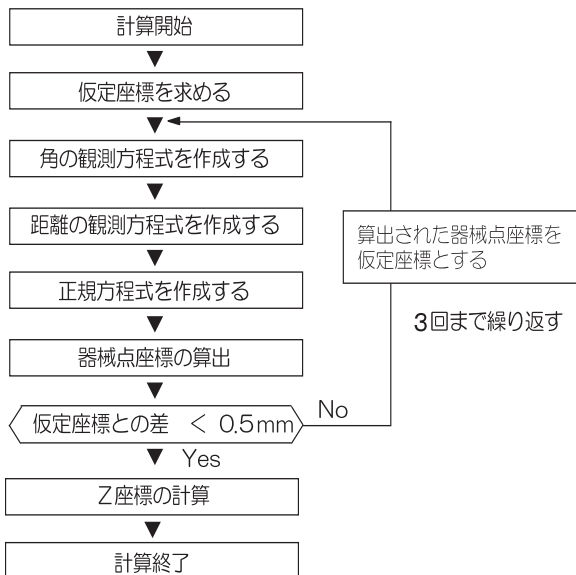 計算開始
仮定座標を求める
角の観測方程式を作成する
距離の観測方程式を作成する
正規方程式を作成する
器械点座標の算出
仮定座標との差 < 0.5mm
No
Yes
Z座標の計算
計算終了
算出された器械点座標を
仮定座標とする
3回まで繰り返す